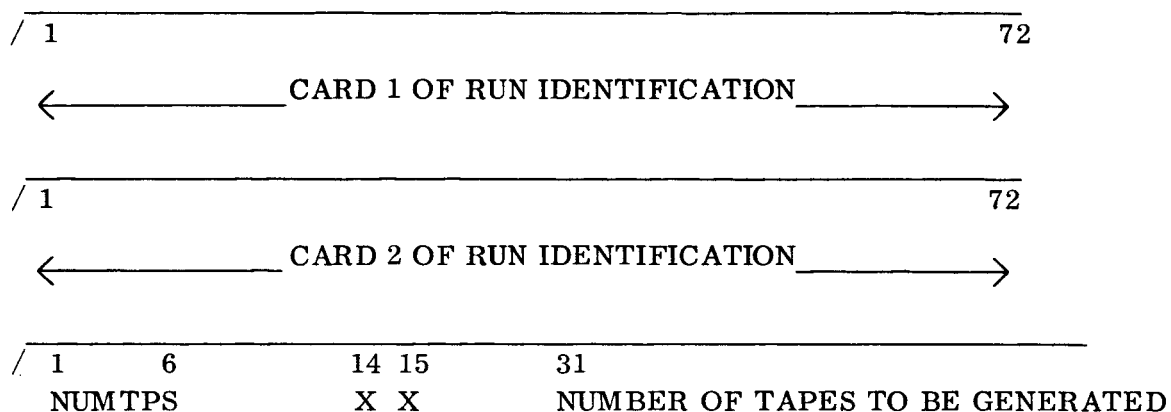 / 1 72
CARD 1 OF RUN IDENTIFICATION
/ 1 72
CARD 2 OF RUN IDENTIFICATION
/ 1 6 14 15 31
NUMTPS X X NUMBER OF TAPES TO BE GENERATED